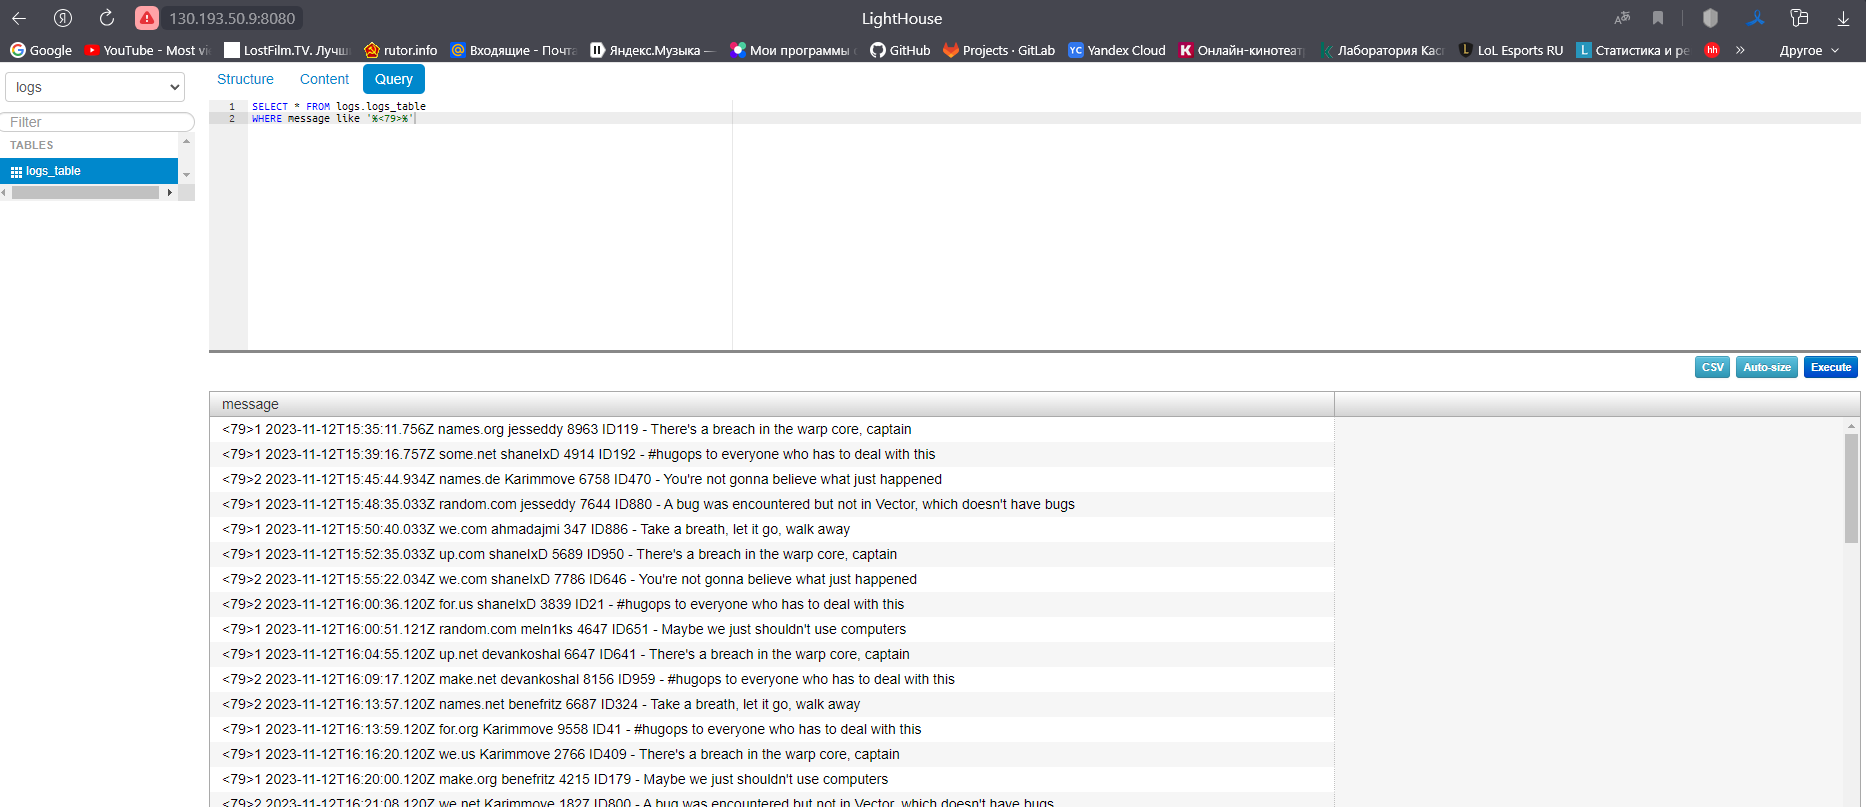 130.193.50.9:8080
LightHouse
Google
YouTube - Most vi
LostFilm.TV. Лучш
rutor.info
Входящие - Почта
Яндекс.Музыка —
Мои программы
GitHub
Projects · GitLab
Yandex Cloud
Онлайн-кинотеат
Лаборатория Кас
LoL Esports RU
Статистика и ре
hh
»
Другое
logs
Structure
Content
Query
Filter
TABLES
logs_table
1 SELECT * FROM logs.logs_table
2 WHERE message like '%<79>%'
CSV
Auto-size
Execute
message
<79>1 2023-11-12T15:35:11.756Z names.org jesseddy 8963 ID119 - There's a breach in the warp core, captain
<79>1 2023-11-12T15:39:16.757Z some.net shaneIxD 4914 ID192 - #hugops to everyone who has to deal with this
<79>2 2023-11-12T15:45:44.934Z names.de Karimmove 6758 ID470 - You're not gonna believe what just happened
<79>1 2023-11-12T15:48:35.033Z random.com jesseddy 7644 ID880 - A bug was encountered but not in Vector, which doesn't have bugs
<79>1 2023-11-12T15:50:40.033Z we.com ahmadajmi 347 ID886 - Take a breath, let it go, walk away
<79>1 2023-11-12T15:52:35.033Z up.com shaneIxD 5689 ID950 - There's a breach in the warp core, captain
<79>2 2023-11-12T15:55:22.034Z we.com shaneIxD 7786 ID646 - You're not gonna believe what just happened
<79>2 2023-11-12T16:00:36.120Z for.us shaneIxD 3839 ID21 - #hugops to everyone who has to deal with this
<79>1 2023-11-12T16:00:51.121Z random.com meln1ks 4647 ID651 - Maybe we just shouldn't use computers
<79>1 2023-11-12T16:04:55.120Z up.net devankoshal 6647 ID641 - There's a breach in the warp core, captain
<79>2 2023-11-12T16:09:17.120Z make.net devankoshal 8156 ID959 - #hugops to everyone who has to deal with this
<79>2 2023-11-12T16:13:57.120Z names.net benefritz 6687 ID324 - Take a breath, let it go, walk away
<79>1 2023-11-12T16:13:59.120Z for.org Karimmove 9558 ID41 - #hugops to everyone who has to deal with this
<79>1 2023-11-12T16:16:20.120Z we.us Karimmove 2766 ID409 - There's a breach in the warp core, captain
<79>1 2023-11-12T16:20:00.120Z make.org benefritz 4215 ID179 - Maybe we just shouldn't use computers
<79>2 2023-11-12T16:21:08.120Z we.net Karimmove 1827 ID800 - A bug was encountered but not in Vector, which doesn't have bugs